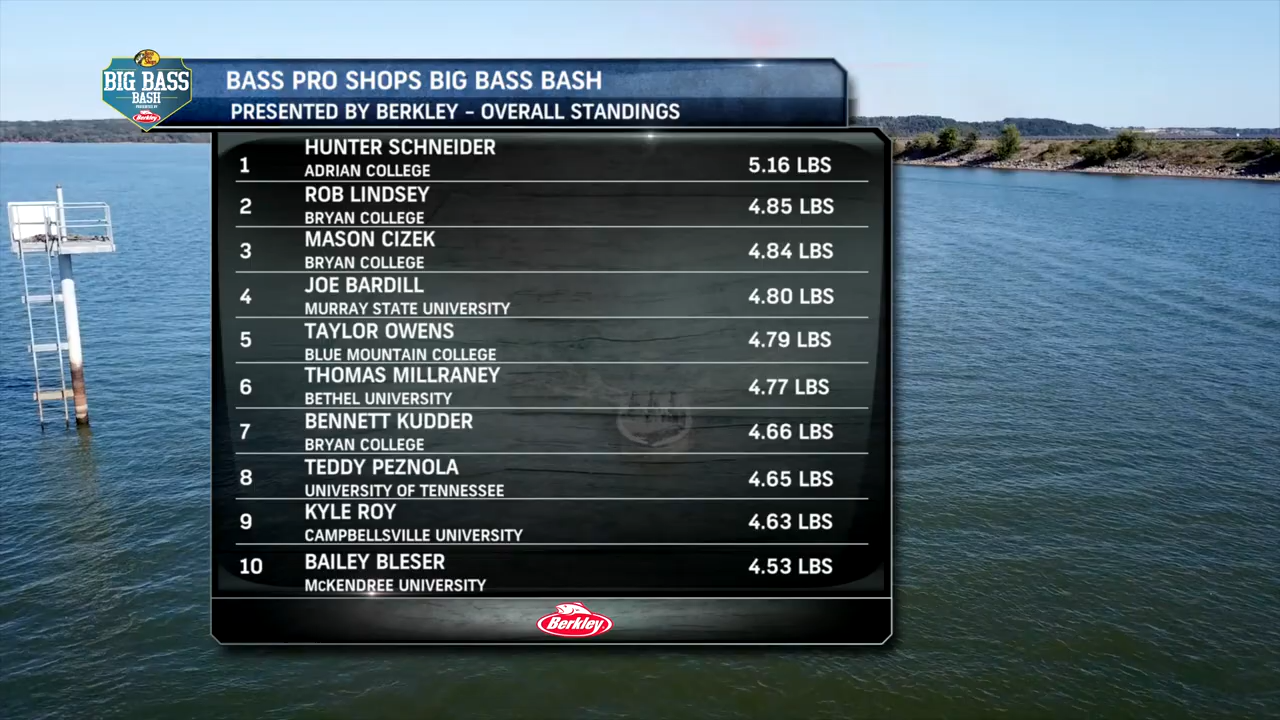 Bass Pro Shops
BIG BASS
BASH
PRESENTED BY
Berkley
BASS PRO SHOPS BIG BASS BASH
PRESENTED BY BERKLEY - OVERALL STANDINGS
1 HUNTER SCHNEIDER 5.16 LBS
ADRIAN COLLEGE
2 ROB LINDSEY 4.85 LBS
BRYAN COLLEGE
3 MASON CIZEK 4.84 LBS
BRYAN COLLEGE
4 JOE BARDILL 4.80 LBS
MURRAY STATE UNIVERSITY
5 TAYLOR OWENS 4.79 LBS
BLUE MOUNTAIN COLLEGE
6 THOMAS MILLRANEY 4.77 LBS
BETHEL UNIVERSITY
7 BENNETT KUDDER 4.66 LBS
BRYAN COLLEGE
8 TEDDY PEZNOLA 4.65 LBS
UNIVERSITY OF TENNESSEE
9 KYLE ROY 4.63 LBS
CAMPBELLSVILLE UNIVERSITY
10 BAILEY BLESER 4.53 LBS
McKENDREE UNIVERSITY
Berkley